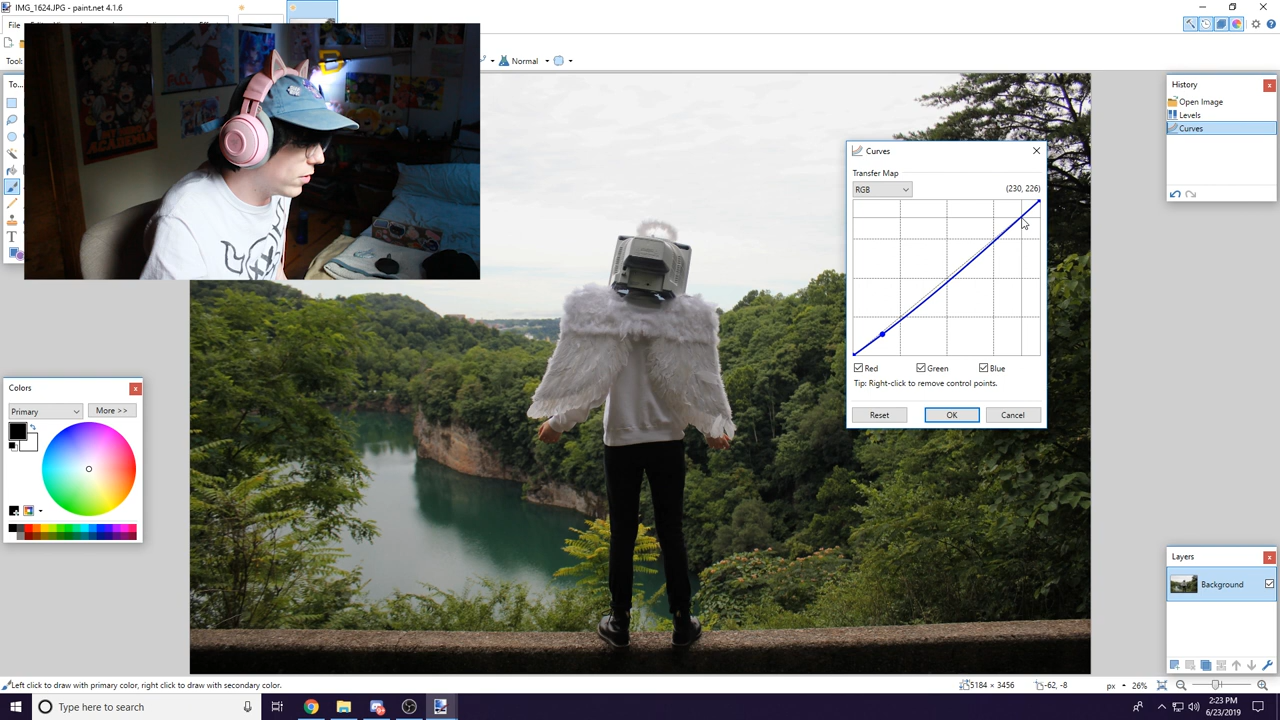 IMG_1624.JPG - paint.net 4.1.6
File
Tool:
Normal
To...
ACADEMIA
T
History
Open Image
Levels
Curves
Curves
Transfer Map
RGB
(230, 226)
Red
Green
Blue
Tip: Right-click to remove control points.
Reset
OK
Cancel
Colors
Primary
More >>
Layers
Background
Left click to draw with primary color, right click to draw with secondary color.
5184 × 3456
-62, -8
px
26%
Type here to search
2:23 PM
6/23/2019